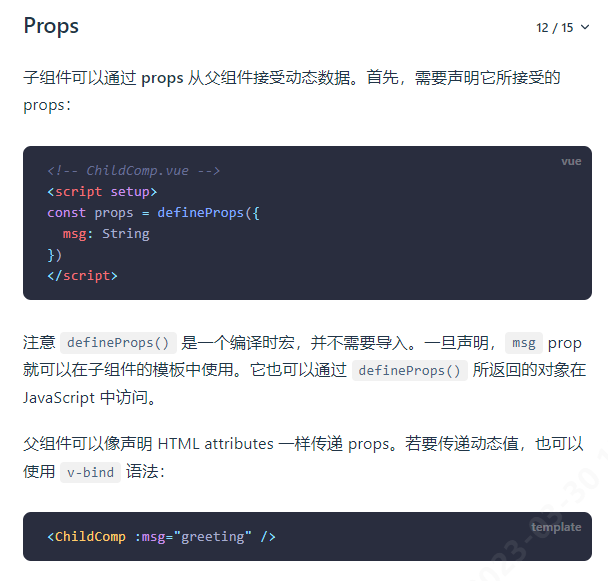 Props
12 / 15
子组件可以通过 props 从父组件接受动态数据。首先，需要声明它所接受的
props：
vue
<!-- ChildComp.vue -->
<script setup>
const props = defineProps({
  msg: String
})
</script>
注意 defineProps() 是一个编译时宏，并不需要导入。一旦声明，msg prop
就可以在子组件的模板中使用。它也可以通过 defineProps() 所返回的对象在
JavaScript 中访问。
父组件可以像声明 HTML attributes 一样传递 props。若要传递动态值，也可以
使用 v-bind 语法：
template
<ChildComp :msg="greeting" />